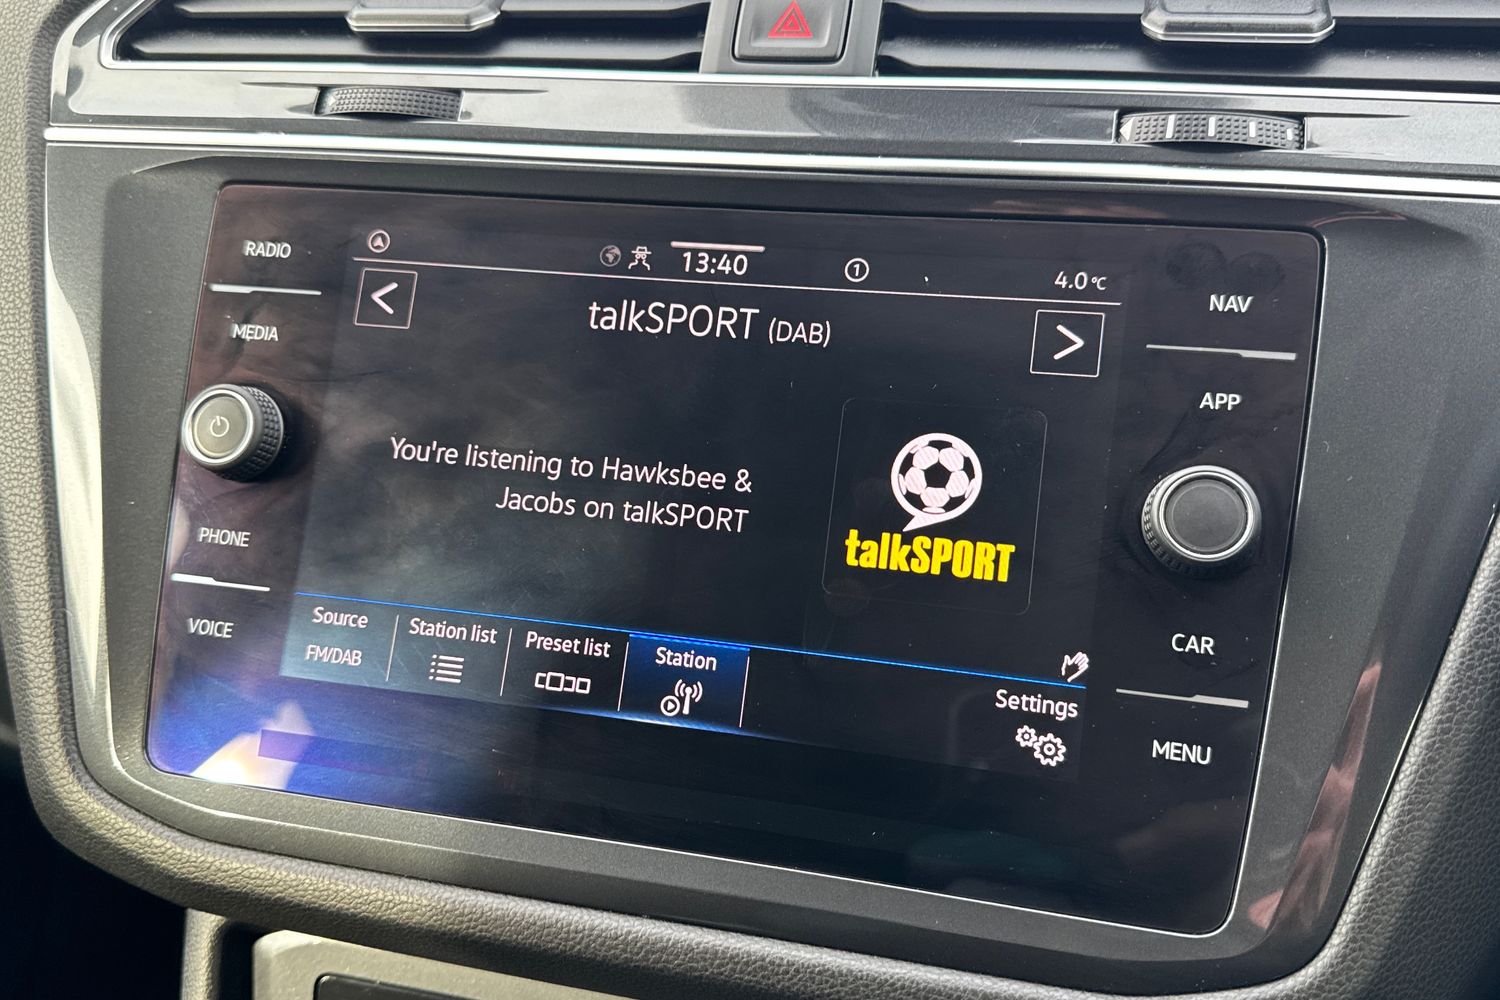 RADIO
MEDIA
PHONE
VOICE
13:40
1
4.0°C
<
talkSPORT (DAB)
>
You're listening to Hawksbee &
Jacobs on talkSPORT
talkSPORT
Source
FM/DAB
Station list
Preset list
Station
Settings
NAV
APP
CAR
MENU